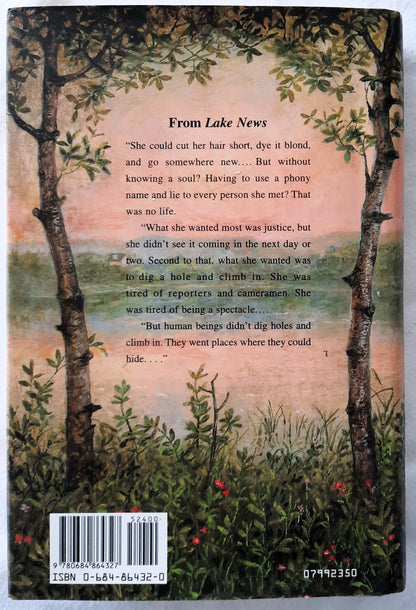 From Lake News
“She could cut her hair short, dye it blond,
and go somewhere new.... But without
knowing a soul? Having to use a phony
name and lie to every person she met? That
was no life.
“What she wanted most was justice, but
she didn’t see it coming in the next day or
two. Second to that, what she wanted was
to dig a hole and climb in. She was
tired of reporters and cameramen. She
was tired of being a spectacle....
“But human beings didn’t dig holes and
climb in. They went places where they could
hide. . . .”
52400
9 780684 864327
ISBN 0-684-86432-0
07992350